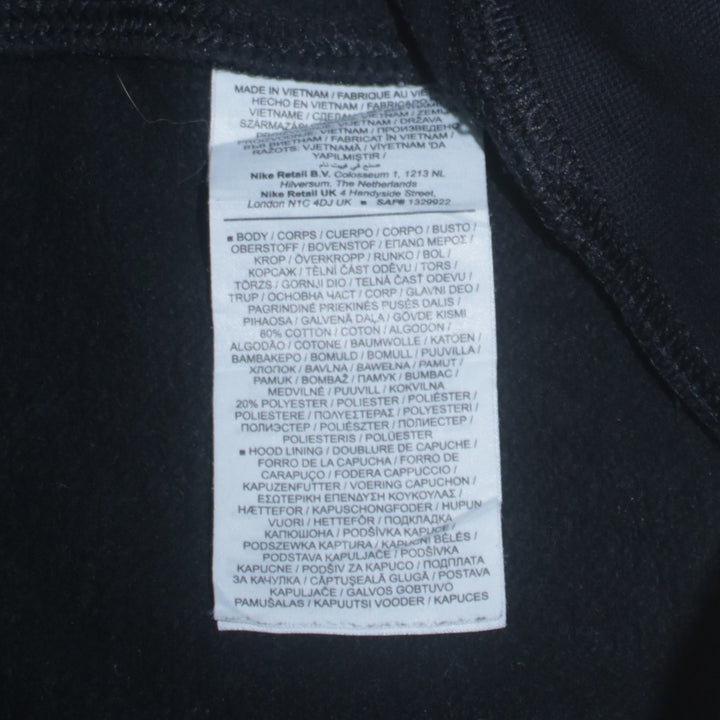 MADE IN VIETNAM / FABRIQUE AU
HECHO EN VIETNAM / FABRICADO
VIETNAME / СДЕЛАН
SZÁRMAZÁSI VIETNAM / DRŽAVA
VIETNAM / ПРОИЗВЕДЕНО
ВЪВ ВИЕТНАМ / FABRICAT ÎN VIETNAM /
RAŽOTS: VJETNAMĀ / VİYETNAM 'DA
YAPILMIŞTIR /
صنع في فييت نام
Nike Retail B.V. Colosseum 1, 1213 NL
Hilversum, The Netherlands
Nike Retail UK 4 Handyside Street,
London N1C 4DJ UK ■ SAP# 1329922
■ BODY / CORPS / CUERPO / CORPO / BUSTO /
OBERSTOFF / BOVENSTOF / ΕΠΑΝΩ ΜΕΡΟΣ /
KROP / ÖVERKROPP / RUNKO / BOL /
КОРСАЖ / TĚLNÍ ČÁST ODĚVU / TORS /
TÖRZS / GORNJI DIO / TELNÁ ČASŤ ODEVU /
TRUP / ОСНОВНА ЧАСТ / CORP / GLAVNI DEO /
PAGRINDINĖ PRIEKINĖS PUSĖS DALIS /
PIHAOSA / GALVENĀ DAĻA / GÖVDE KISMI
80% COTTON / COTON / ALGODON /
ALGODÃO / COTONE / BAUMWOLLE / KATOEN /
ΒΑΜΒΑΚΕΡΟ / BOMULD / BOMULL / PUUVILLA /
ХЛОПОК / BAVLNA / BAWEŁNA / PAMUT /
PAMUK / BOMBAŽ / ПАМУК / BUMBAC /
MEDVILNĖ / PUUVILL / KOKVILNA
20% POLYESTER / POLIESTER / POLIÉSTER /
POLIESTERE / ΠΟΛΥΕΣΤΕΡΑΣ / POLYESTERI /
ПОЛИЭСТЕР / POLIÉSZTER / ПОЛИЕСТЕР /
POLIESTERIS / POLÜESTER
■ HOOD LINING / DOUBLURE DE CAPUCHE /
FORRO DE LA CAPUCHA / FORRO DE
CARAPUÇO / FODERA CAPPUCCIO /
KAPUZENFUTTER / VOERING CAPUCHON /
ΕΣΩΤΕΡΙΚΗ ΕΠΕΝΔΥΣΗ ΚΟΥΚΟΥΛΑΣ /
HÆTTEFOR / KAPUSCHONGFODER / HUPUN
VUORI / HETTEFÔR / ПОДКЛАДКА
КАПЮШОНА / PODŠÍVKA KAPUCE /
PODSZEWKA KAPTURA / KAPUCNI BÉLÉS /
PODSTAVA KAPULJAČE / PODŠÍVKA
KAPUCNE / PODŠIV ZA KAPUCO / ПОДПЛАТА
ЗА КАЧУЛКА / CĂPTUŞEALĂ GLUGĂ / POSTAVA
KAPULJAČE / GALVOS GOBTUVO
PAMUŠALAS / KAPUUTSI VOODER / KAPUCES